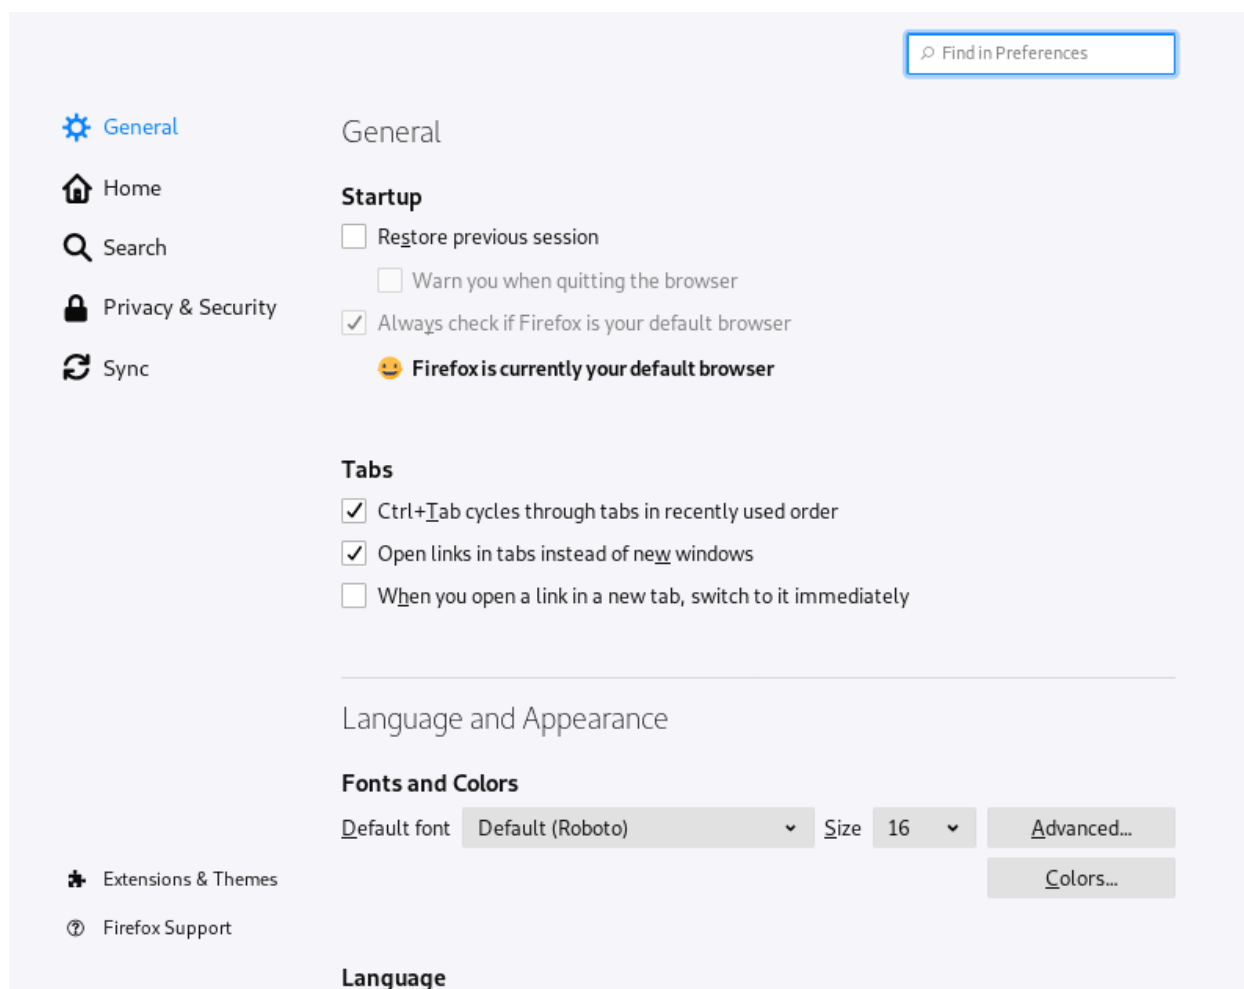 Find in Preferences
General
Home
Search
Privacy & Security
Sync
Extensions & Themes
Firefox Support
General
Startup
Restore previous session
Warn you when quitting the browser
Always check if Firefox is your default browser
Firefox is currently your default browser
Tabs
Ctrl+Tab cycles through tabs in recently used order
Open links in tabs instead of new windows
When you open a link in a new tab, switch to it immediately
Language and Appearance
Fonts and Colors
Default font Default (Roboto) Size 16 Advanced...
Colors...
Language